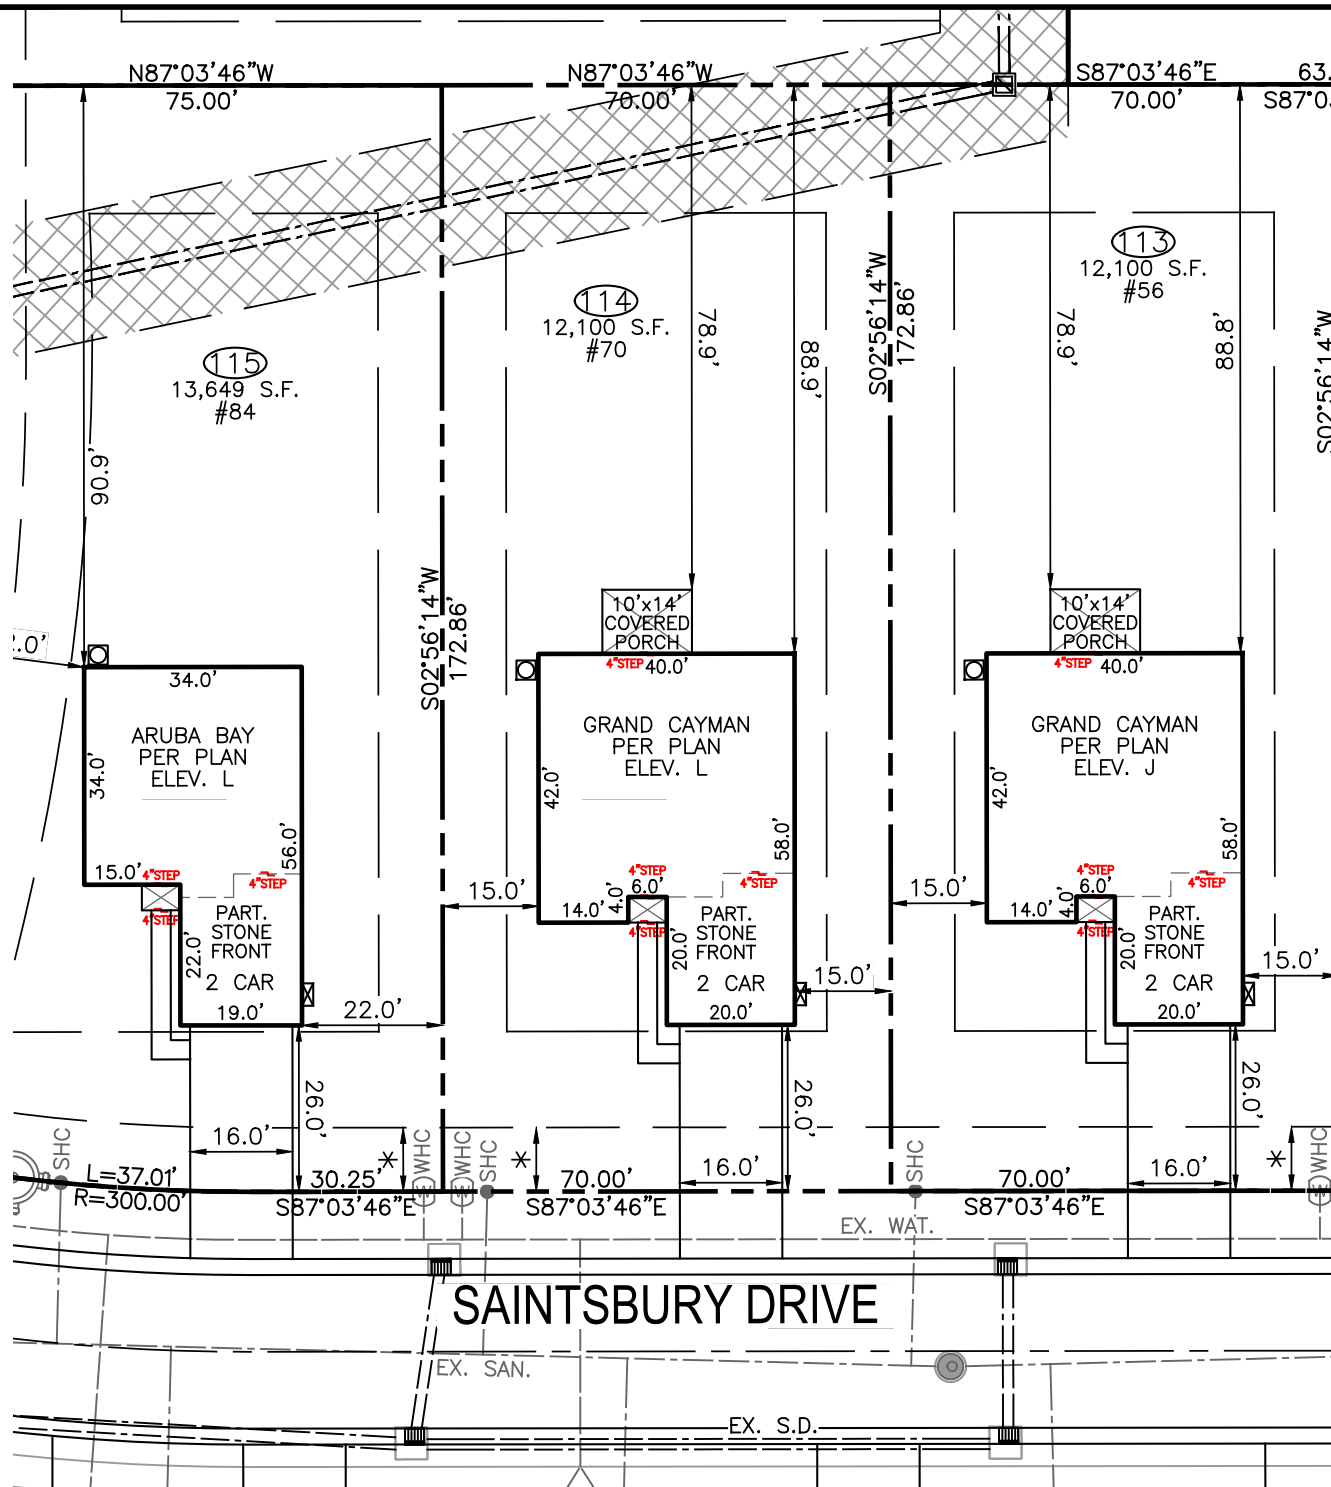 N87°03'46"W
75.00'
N87°03'46"W
70.00'
S87°03'46"E
70.00'
63.
S87°0
113
12,100 S.F.
#56
114
12,100 S.F.
#70
115
13,649 S.F.
#84
S02°56'14"W
172.86'
78.9'
88.9'
78.9'
88.8'
S02°56'14"W
90.9'
S02°56'14"W
172.86'
.0'
10'x14'
COVERED
PORCH
4"STEP
40.0'
10'x14'
COVERED
PORCH
4"STEP
40.0'
34.0'
ARUBA BAY
PER PLAN
ELEV. L
34.0'
56.0'
15.0'
4"STEP
4"STEP
4"STEP
PART.
STONE
FRONT
2 CAR
22.0'
19.0'
22.0'
GRAND CAYMAN
PER PLAN
ELEV. L
42.0'
58.0'
15.0'
14.0'
4.0'
6.0'
4"STEP
4"STEP
4"STEP
PART.
STONE
FRONT
2 CAR
20.0'
20.0'
15.0'
GRAND CAYMAN
PER PLAN
ELEV. J
42.0'
58.0'
15.0'
14.0'
4.0'
6.0'
4"STEP
4"STEP
4"STEP
PART.
STONE
FRONT
2 CAR
20.0'
20.0'
15.0'
26.0'
16.0'
26.0'
16.0'
26.0'
16.0'
SHC
L=37.01'
R=300.00'
30.25'
S87°03'46"E
*
WHC
W
WHC
W
SHC
*
70.00'
S87°03'46"E
SHC
70.00'
S87°03'46"E
*
WHC
W
EX. WAT.
SAINTSBURY DRIVE
EX. SAN.
EX. S.D.